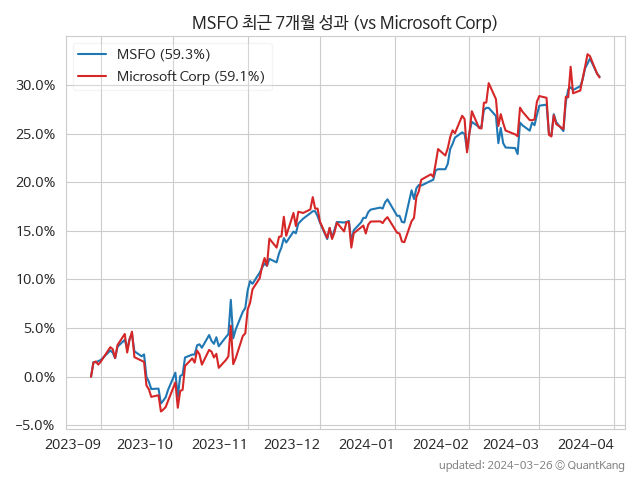 MSFO 최근 7개월 성과 (vs Microsoft Corp)
MSFO (59.3%)
Microsoft Corp (59.1%)
30.0%
25.0%
20.0%
15.0%
10.0%
5.0%
0.0%
−5.0%
2023−09 2023−10 2023−11 2023−12 2024−01 2024−02 2024−03 2024−04
updated: 2024-03-26 © QuantKang